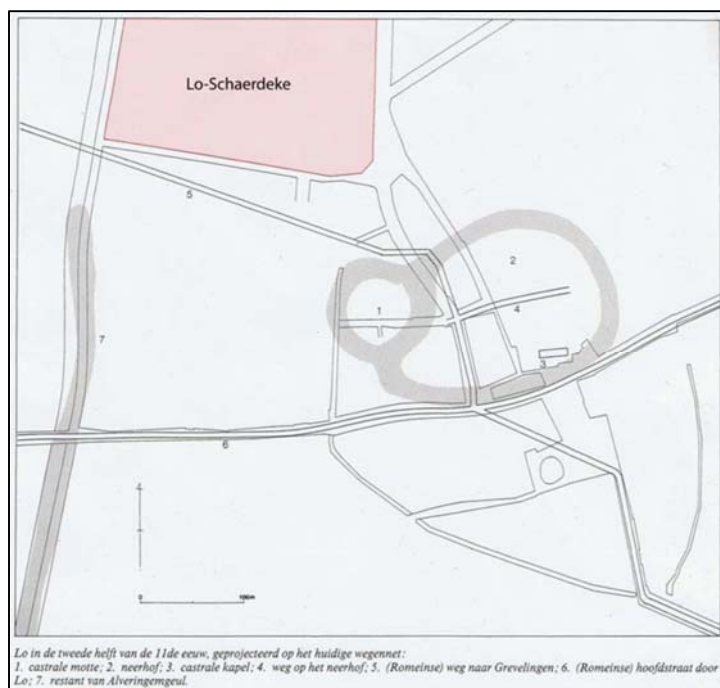 Lo-Schaerdeke
5
2
1
4
3
7
6
4
0 100m
Lo in de tweede helft van de 11de eeuw, geprojecteerd op het huidige wegennet:
1. castrale motte; 2. neerhof; 3. castrale kapel; 4. weg op het neerhof; 5. (Romeinse) weg naar Grevelingen; 6. (Romeinse) hoofdstraat door
Lo; 7. restant van Alveringemgeul.